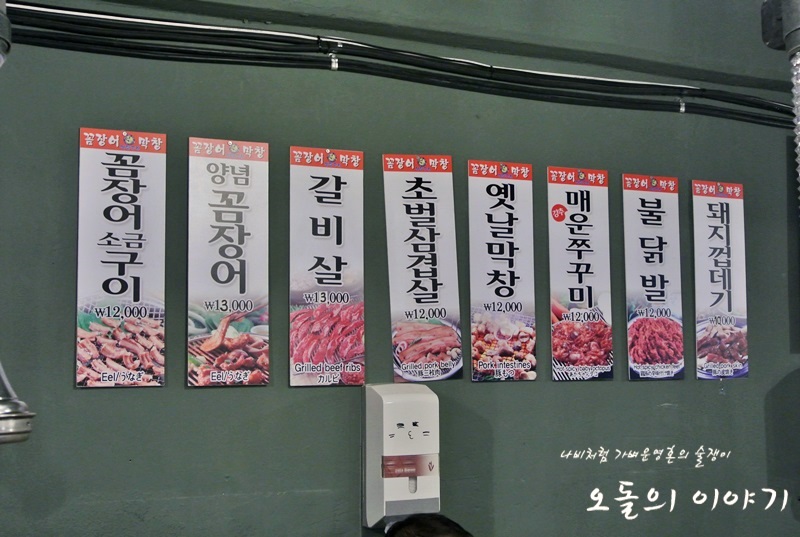 꼼장어 막창
꼼장어
소금
구이
₩12,000
Eel/うなぎ
꼼장어 막창
양념
꼼장어
₩13,000
Eel/うなぎ
꼼장어 막창
갈비살
₩13,000
Grilled beef ribs
カルビ
꼼장어 막창
초벌삼겹살
₩12,000
Grilled pork belly
꼼장어 막창
옛날막창
₩12,000
Pork intestines
豚もつ
꼼장어 막창
매운쭈꾸미
₩12,000
꼼장어 막창
불닭발
₩12,000
꼼장어 막창
돼지껍데기
나비처럼 가벼운영혼의 술쟁이
오돌의 이야기